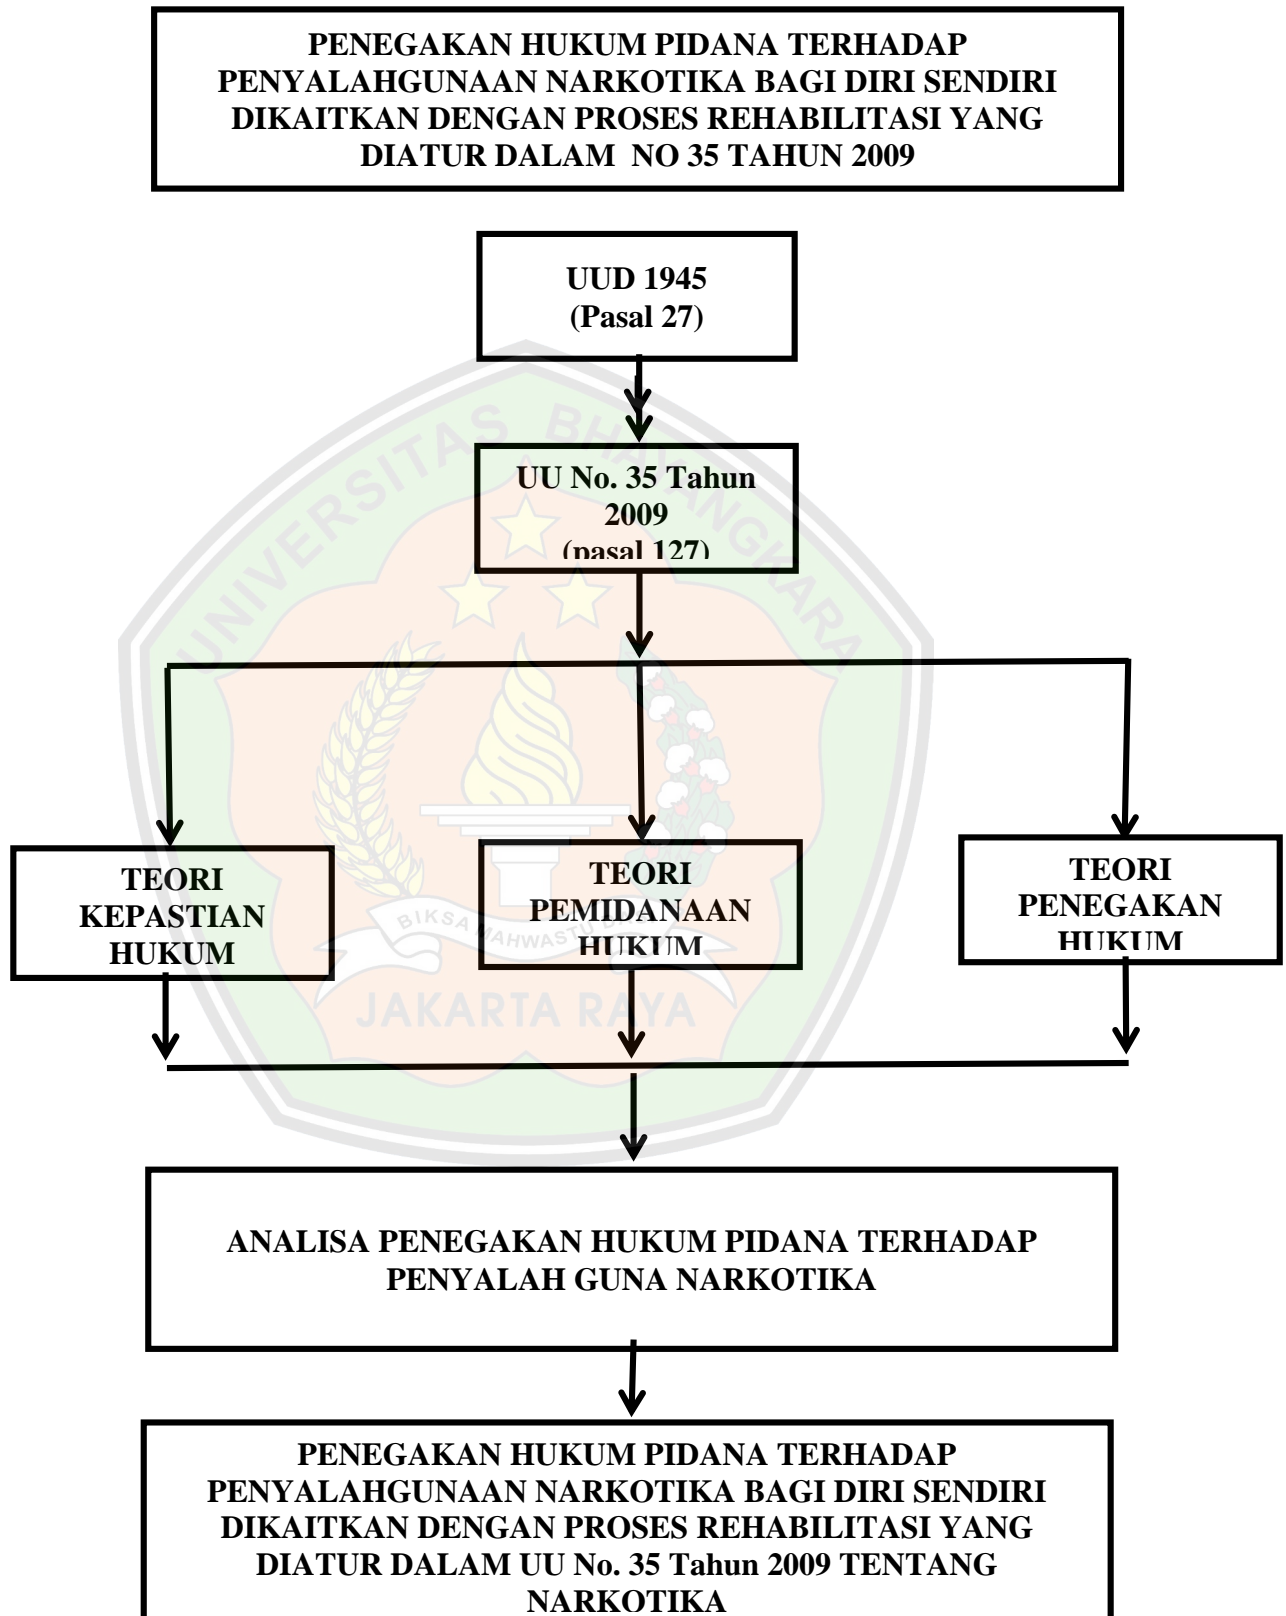 PENEGAKAN HUKUM PIDANA TERHADAP
PENYALAHGUNAAN NARKOTIKA BAGI DIRI SENDIRI
DIKAITKAN DENGAN PROSES REHABILITASI YANG
DIATUR DALAM NO 35 TAHUN 2009
UUD 1945
(Pasal 27)
UNIVERSITAS BHAYANGKARA
UU No. 35 Tahun
2009
(pasal 127)
TEORI
KEPASTIAN
HUKUM
TEORI
PEMIDANAAN
HUKUM
TEORI
PENEGAKAN
HUKUM
BIKSA MAHWASTU
JAKARTA RAYA
ANALISA PENEGAKAN HUKUM PIDANA TERHADAP
PENYALAH GUNA NARKOTIKA
PENEGAKAN HUKUM PIDANA TERHADAP
PENYALAHGUNAAN NARKOTIKA BAGI DIRI SENDIRI
DIKAITKAN DENGAN PROSES REHABILITASI YANG
DIATUR DALAM UU No. 35 Tahun 2009 TENTANG
NARKOTIKA